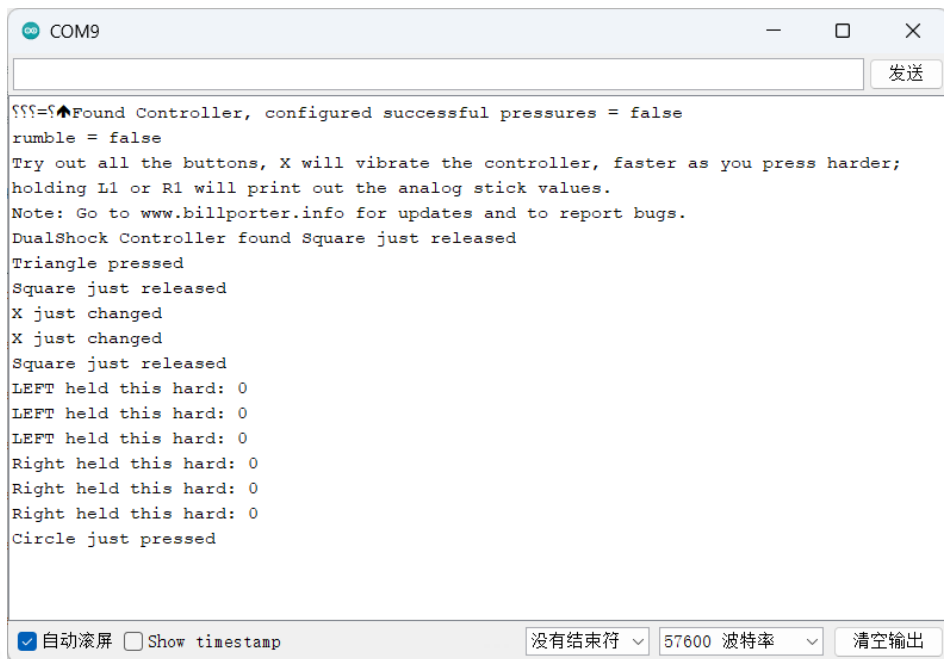 COM9
发送
⸮⸮⸮=⸮🡹Found Controller, configured successful pressures = false
rumble = false
Try out all the buttons, X will vibrate the controller, faster as you press harder;
holding L1 or R1 will print out the analog stick values.
Note: Go to www.billporter.info for updates and to report bugs.
DualShock Controller found Square just released
Triangle pressed
Square just released
X just changed
X just changed
Square just released
LEFT held this hard: 0
LEFT held this hard: 0
LEFT held this hard: 0
Right held this hard: 0
Right held this hard: 0
Right held this hard: 0
Circle just pressed
自动滚屏 Show timestamp 没有结束符 57600 波特率 清空输出